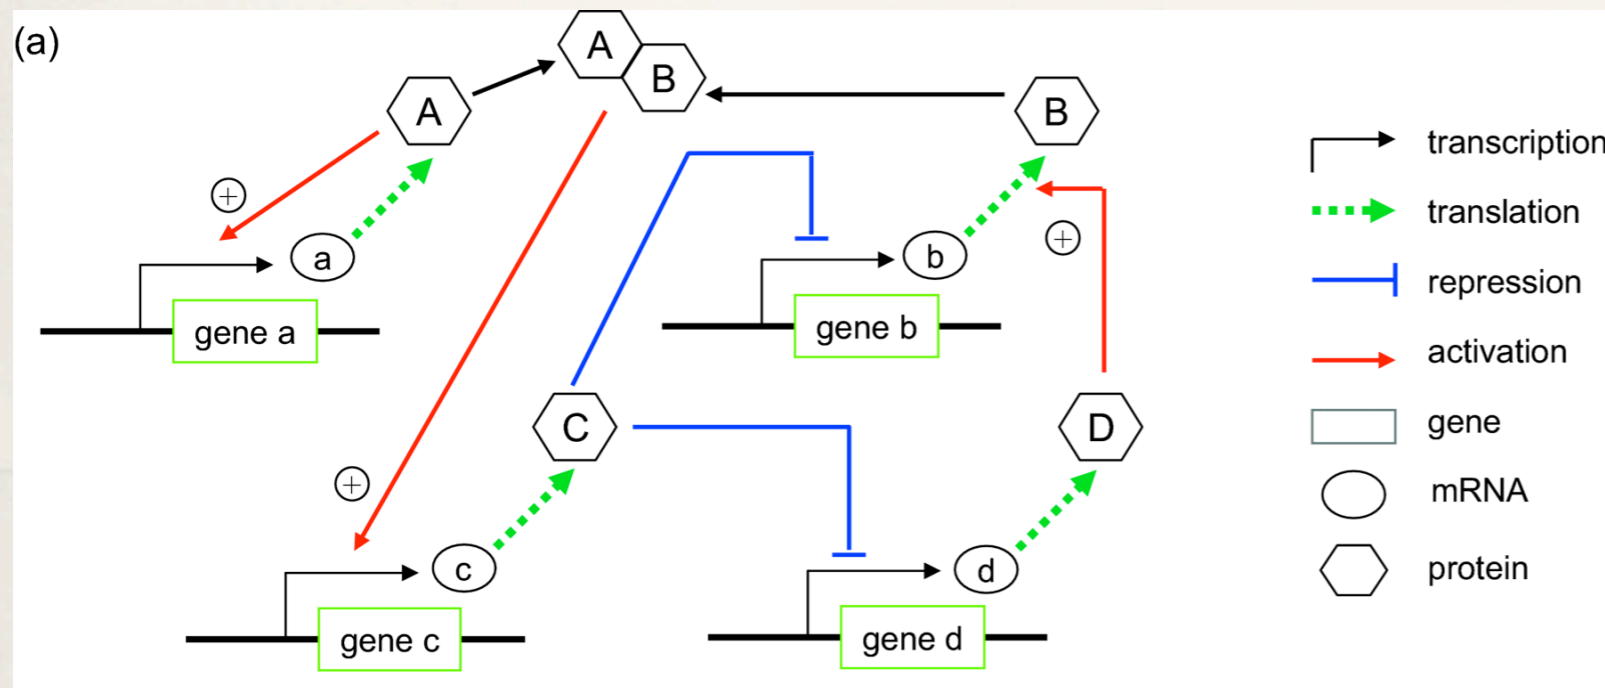 (a)
A
B
A
B
transcription
+
translation
a
b
+
repression
gene a
gene b
activation
C
D
gene
+
mRNA
c
d
protein
gene c
gene d